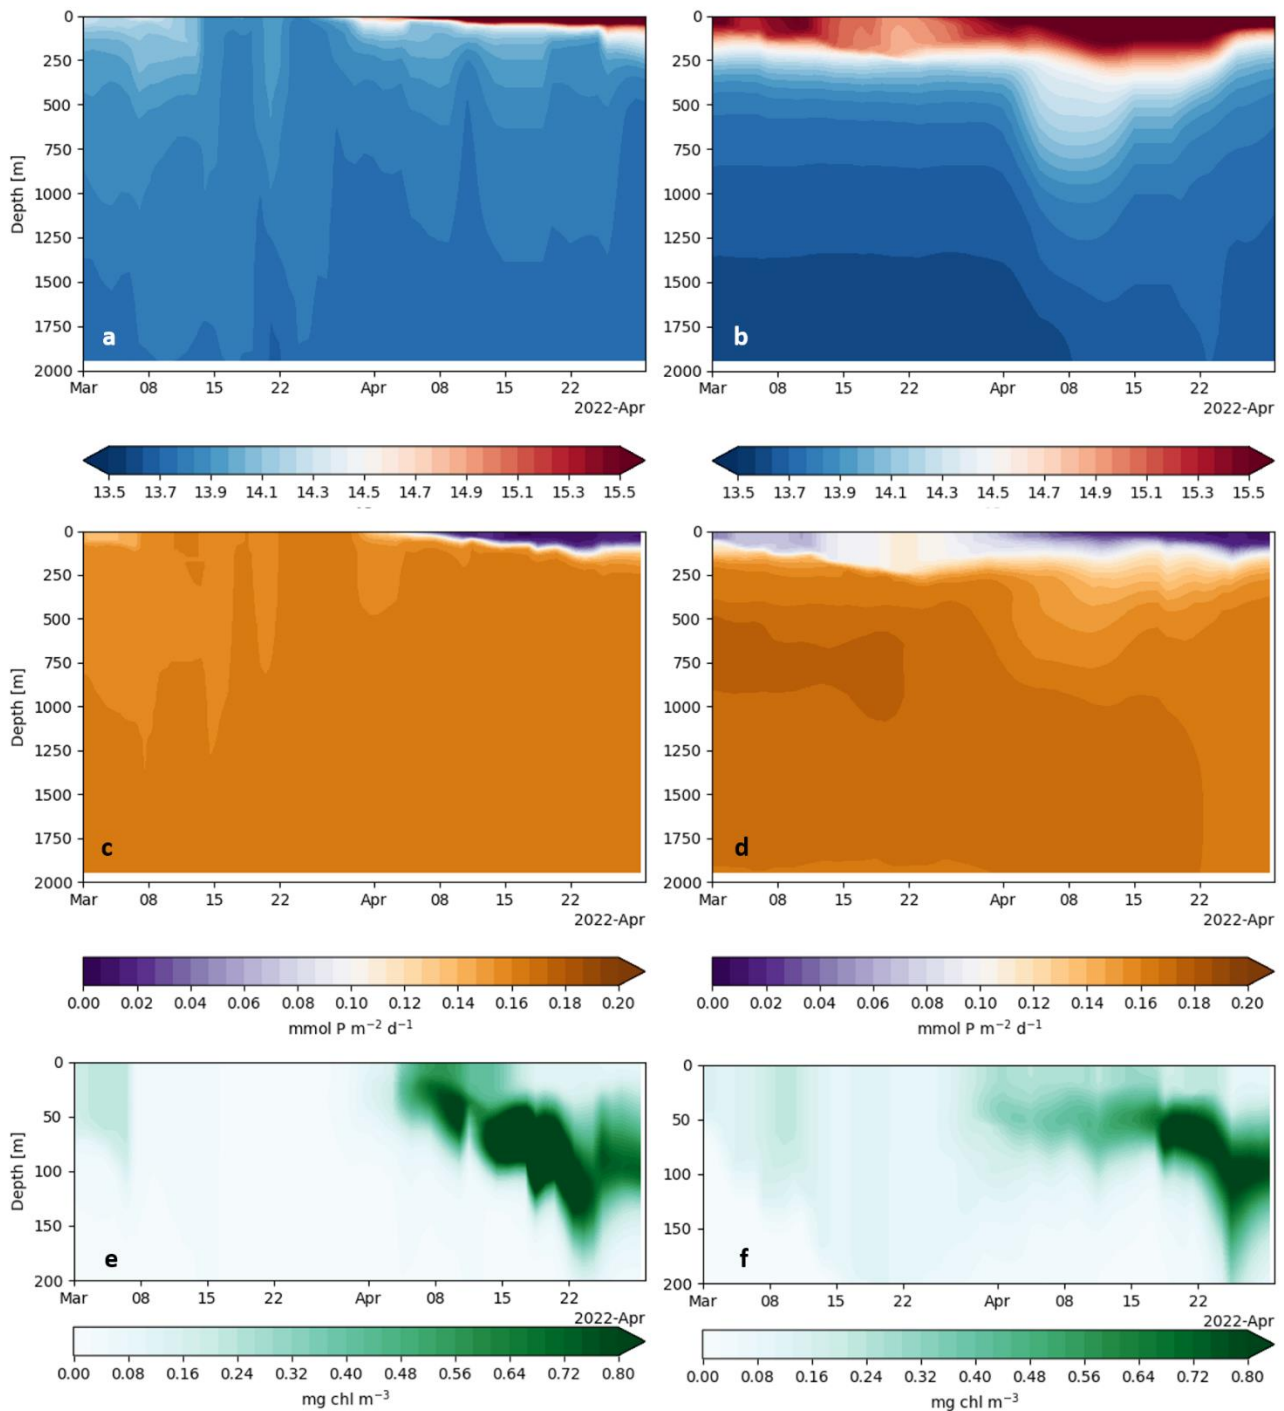 0
250
500
750
1000
1250
1500
1750
2000
Depth [m]
a
Mar 08 15 22 Apr 08 15 22
2022-Apr
13.5 13.7 13.9 14.1 14.3 14.5 14.7 14.9 15.1 15.3 15.5
0
250
500
750
1000
1250
1500
1750
2000
b
Mar 08 15 22 Apr 08 15 22
2022-Apr
13.5 13.7 13.9 14.1 14.3 14.5 14.7 14.9 15.1 15.3 15.5
0
250
500
750
1000
1250
1500
1750
2000
Depth [m]
c
Mar 08 15 22 Apr 08 15 22
2022-Apr
0.00 0.02 0.04 0.06 0.08 0.10 0.12 0.14 0.16 0.18 0.20
mmol P m⁻² d⁻¹
0
250
500
750
1000
1250
1500
1750
2000
d
Mar 08 15 22 Apr 08 15 22
2022-Apr
0.00 0.02 0.04 0.06 0.08 0.10 0.12 0.14 0.16 0.18 0.20
mmol P m⁻² d⁻¹
0
50
100
150
200
Depth [m]
e
Mar 08 15 22 Apr 08 15 22
2022-Apr
0.00 0.08 0.16 0.24 0.32 0.40 0.48 0.56 0.64 0.72 0.80
mg chl m⁻³
0
50
100
150
200
f
Mar 08 15 22 Apr 08 15 22
2022-Apr
0.00 0.08 0.16 0.24 0.32 0.40 0.48 0.56 0.64 0.72 0.80
mg chl m⁻³